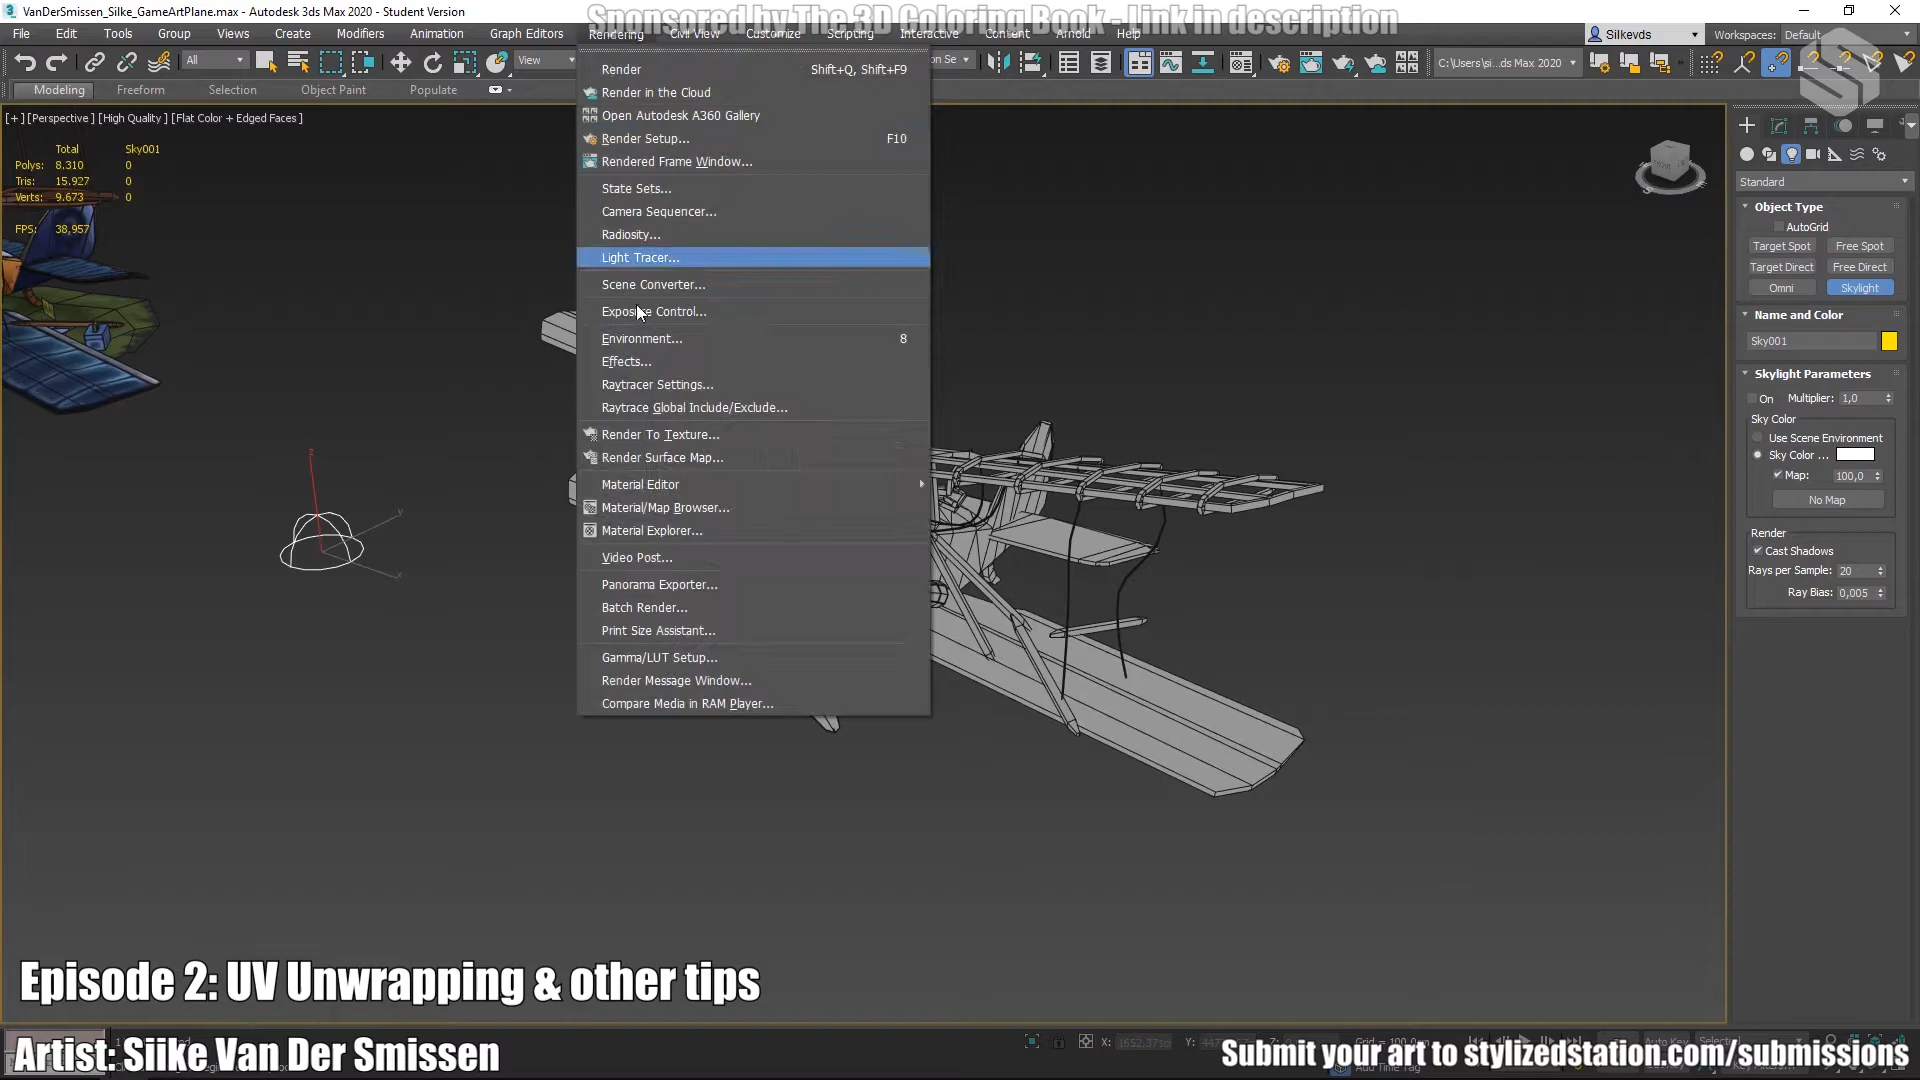 VanDerSmissen_Silke_GameArtPlane.max - Autodesk 3ds Max 2020 - Student Version
Sponsored by The 3D Coloring Book - Link in description
File Edit Tools Group Views Create Modifiers Animation Graph Editors Rendering Civil View Customize Scripting Interactive Content Arnold Help
Silkevds
Workspaces: Default
All
View
C:\Users\si...ds Max 2020
Modeling Freeform Selection Object Paint Populate
[+] [Perspective ] [High Quality ] [Flat Color + Edged Faces ]
Total Sky001
Polys: 8.310 0
Tris: 15.927 0
Verts: 9.673 0
FPS: 38,957
Render Shift+Q, Shift+F9
Render in the Cloud
Open Autodesk A360 Gallery
Render Setup... F10
Rendered Frame Window...
State Sets...
Camera Sequencer...
Radiosity...
Light Tracer...
Scene Converter...
Exposure Control...
Environment... 8
Effects...
Raytracer Settings...
Raytrace Global Include/Exclude...
Render To Texture...
Render Surface Map...
Material Editor
Material/Map Browser...
Material Explorer...
Video Post...
Panorama Exporter...
Batch Render...
Print Size Assistant...
Gamma/LUT Setup...
Render Message Window...
Compare Media in RAM Player...
Standard
Object Type
AutoGrid
Target Spot Free Spot
Target Direct Free Direct
Omni Skylight
Name and Color
Sky001
Skylight Parameters
On Multiplier: 1,0
Sky Color
Use Scene Environment
Sky Color ...
Map: 100,0
No Map
Render
Cast Shadows
Rays per Sample: 20
Ray Bias: 0,005
Episode 2: UV Unwrapping & other tips
Artist: Siike Van Der Smissen
Submit your art to stylizedstation.com/submissions
X: Y:
Add Time Tag